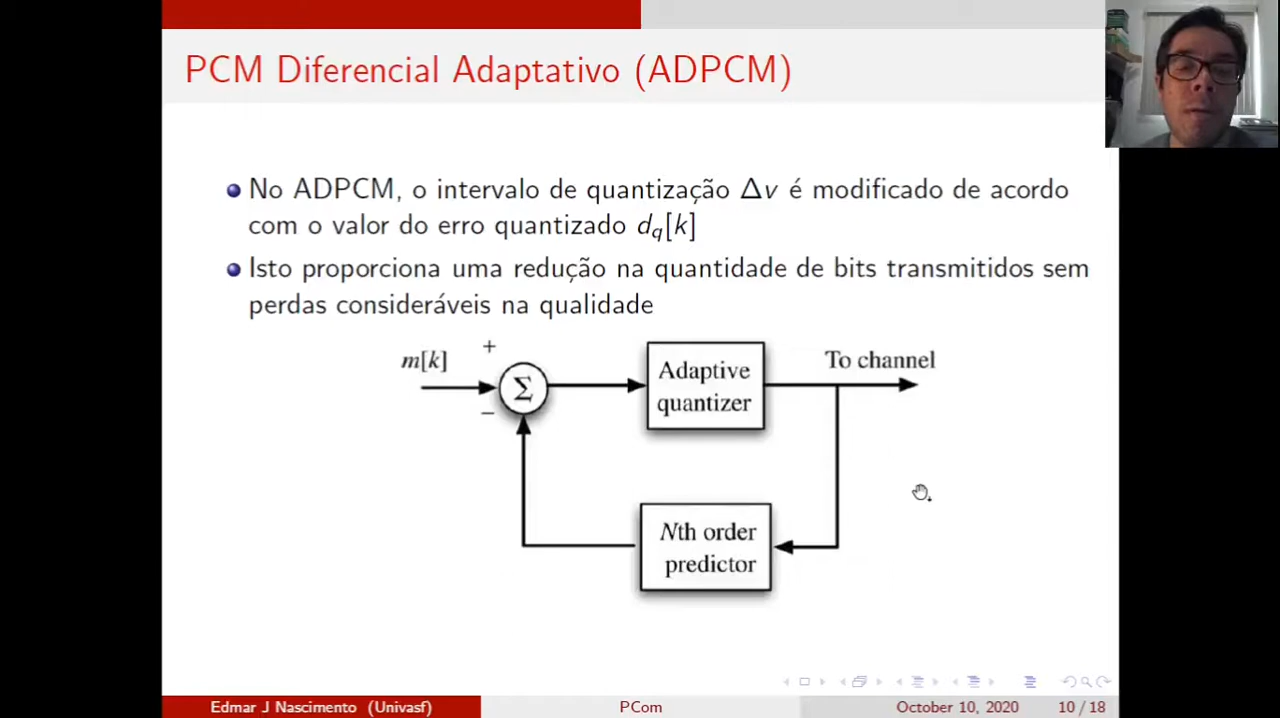 PCM Diferencial Adaptativo (ADPCM)
No ADPCM, o intervalo de quantização Δv é modificado de acordo
com o valor do erro quantizado dq[k]
Isto proporciona uma redução na quantidade de bits transmitidos sem
perdas consideráveis na qualidade
m[k]
+
−
Σ
Adaptive
quantizer
To channel
Nth order
predictor
Edmar J Nascimento (Univasf)
PCom
October 10, 2020
10 / 18